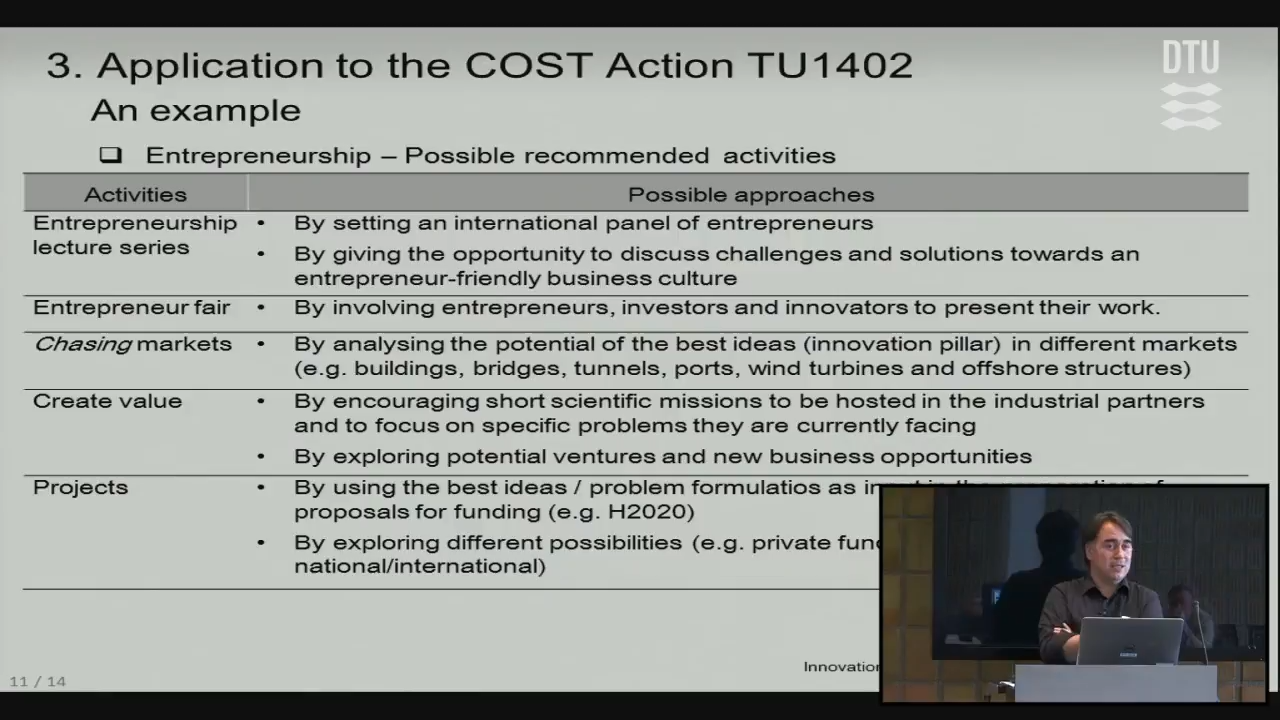 3. Application to the COST Action TU1402
An example
DTU
❑ Entrepreneurship – Possible recommended activities
Activities
Possible approaches
Entrepreneurship
lecture series
• By setting an international panel of entrepreneurs
• By giving the opportunity to discuss challenges and solutions towards an
entrepreneur-friendly business culture
Entrepreneur fair
• By involving entrepreneurs, investors and innovators to present their work.
Chasing markets
• By analysing the potential of the best ideas (innovation pillar) in different markets
(e.g. buildings, bridges, tunnels, ports, wind turbines and offshore structures)
Create value
• By encouraging short scientific missions to be hosted in the industrial partners
and to focus on specific problems they are currently facing
• By exploring potential ventures and new business opportunities
Projects
• By using the best ideas / problem formulatios as
proposals for funding (e.g. H2020)
• By exploring different possibilities (e.g. private
national/international)
Innovation
11 / 14